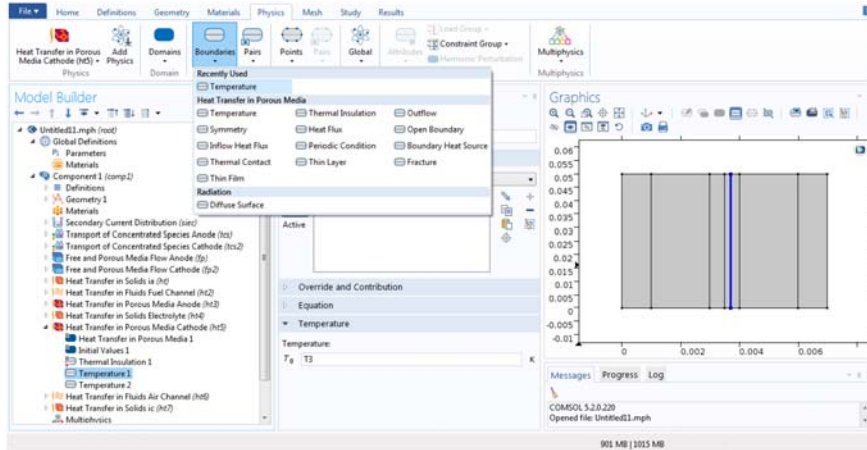 File Home Definitions Geometry Materials Physics Mesh Study Results
Heat Transfer in Porous Media Cathode (ht5) Add Physics Domains Boundaries Pairs Points Pairs Global Attributes Load Group Constraint Group Harmonic Perturbation Multiphysics
Physics Domain Multiphysics
Recently Used
Temperature
Heat Transfer in Porous Media
Temperature Thermal Insulation Outflow
Symmetry Heat Flux Open Boundary
Inflow Heat Flux Periodic Condition Boundary Heat Source
Thermal Contact Thin Layer Fracture
Thin Film
Radiation
Diffuse Surface
Model Builder
Untitled11.mph (root)
Global Definitions
Pi Parameters
Materials
Component 1 (comp1)
Definitions
Geometry 1
Materials
Secondary Current Distribution (siec)
Transport of Concentrated Species Anode (tcs)
Transport of Concentrated Species Cathode (tcs2)
Free and Porous Media Flow Anode (fp)
Free and Porous Media Flow Cathode (fp2)
Heat Transfer in Solids ia (ht)
Heat Transfer in Fluids Fuel Channel (ht2)
Heat Transfer in Porous Media Anode (ht3)
Heat Transfer in Solids Electrolyte (ht4)
Heat Transfer in Porous Media Cathode (ht5)
Heat Transfer in Porous Media 1
Initial Values 1
Thermal Insulation 1
Temperature 1
Temperature 2
Heat Transfer in Fluids Air Channel (ht6)
Heat Transfer in Solids ic (ht7)
Multiphysics
Active
Override and Contribution
Equation
Temperature
Temperature:
T0 T3 K
Graphics
0.06
0.055
0.05
0.045
0.04
0.035
0.03
0.025
0.02
0.015
0.01
0.005
0
-0.005
-0.01
0 0.002 0.004 0.006
Messages Progress Log
COMSOL 5.2.0.220
Opened file: Untitled11.mph
901 MB | 1015 MB